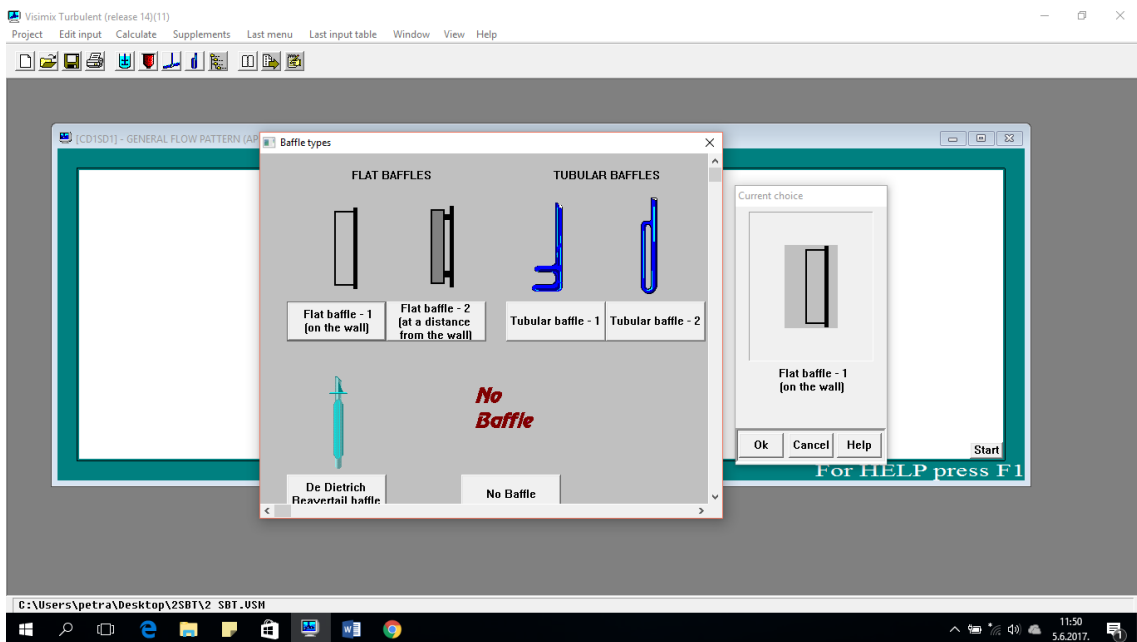 Visimix Turbulent (release 14)(11)
Project Edit input Calculate Supplements Last menu Last input table Window View Help
[CD1SD1] - GENERAL FLOW PATTERN (AP
Baffle types
FLAT BAFFLES TUBULAR BAFFLES
Flat baffle - 1
(on the wall)
Flat baffle - 2
(at a distance
from the wall)
Tubular baffle - 1
Tubular baffle - 2
No
Baffle
De Dietrich
Beavertail baffle
No Baffle
Current choice
Flat baffle - 1
(on the wall)
Ok Cancel Help
Start
For HELP press F1
C:\Users\petra\Desktop\2SBT\2 SBT.VSM
11:50
5.6.2017.